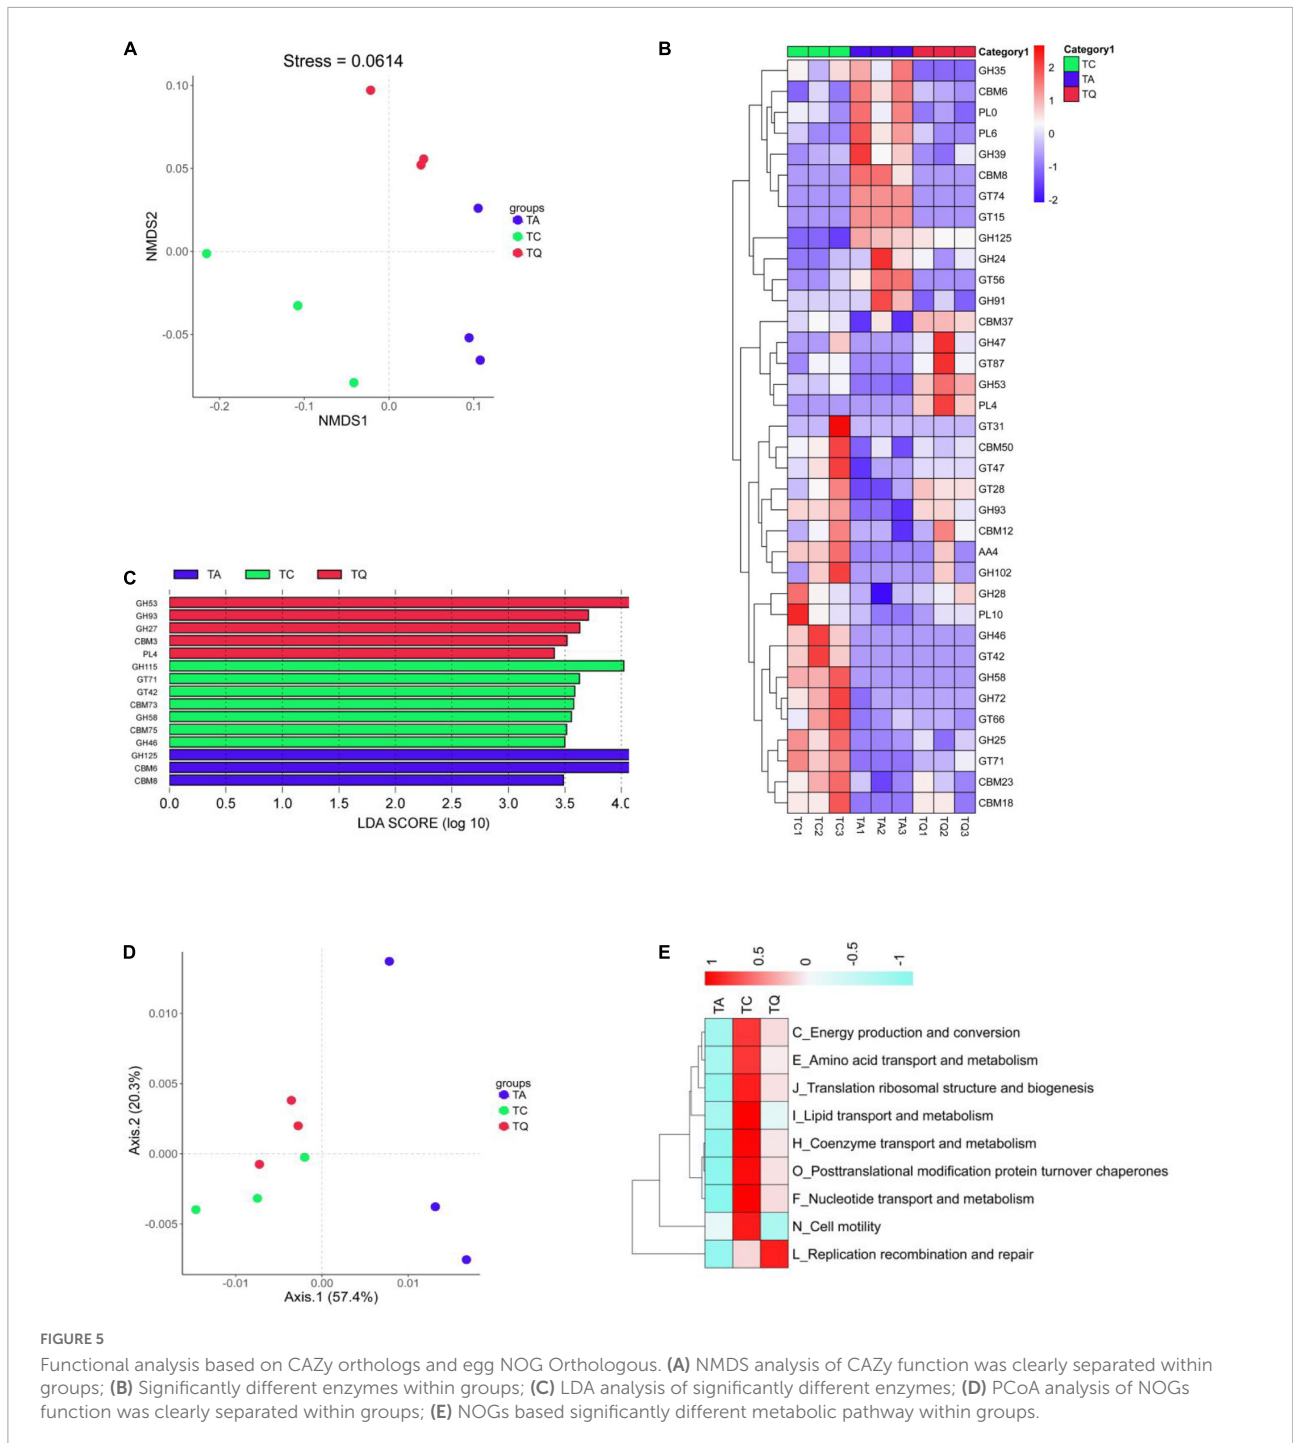 A
Stress = 0.0614
0.10
0.05
0.00
-0.05
NMDS2
-0.2
-0.1
0.0
0.1
NMDS1
groups
TA
TC
TQ
B
Category1
GH35
CBM6
PL0
PL6
GH39
CBM8
GT74
GT15
GH125
GH24
GT56
GH91
CBM37
GH47
GT87
GH53
PL4
GT31
CBM50
GT47
GT28
GH93
CBM12
AA4
GH102
GH28
PL10
GH46
GT42
GH58
GH72
GT66
GH25
GT71
CBM23
CBM18
TC1
TC2
TC3
TA1
TA2
TA3
TQ1
TQ2
TQ3
2
1
0
-1
-2
Category1
TC
TA
TQ
C
TA
TC
TQ
GH53
GH93
GH27
CBM3
PL4
GH115
GT71
GT42
CBM73
GH58
CBM75
GH46
GH125
CBM6
CBM8
0.0
0.5
1.0
1.5
2.0
2.5
3.0
3.5
4.0
LDA SCORE (log 10)
D
0.010
0.005
0.000
-0.005
Axis.2 (20.3%)
-0.01
0.00
0.01
Axis.1 (57.4%)
groups
TA
TC
TQ
E
1
0.5
0
-0.5
-1
TA
TC
TQ
C_Energy production and conversion
E_Amino acid transport and metabolism
J_Translation ribosomal structure and biogenesis
I_Lipid transport and metabolism
H_Coenzyme transport and metabolism
O_Posttranslational modification protein turnover chaperones
F_Nucleotide transport and metabolism
N_Cell motility
L_Replication recombination and repair
FIGURE 5
Functional analysis based on CAZy orthologs and egg NOG Orthologous. (A) NMDS analysis of CAZy function was clearly separated within
groups; (B) Significantly different enzymes within groups; (C) LDA analysis of significantly different enzymes; (D) PCoA analysis of NOGs
function was clearly separated within groups; (E) NOGs based significantly different metabolic pathway within groups.